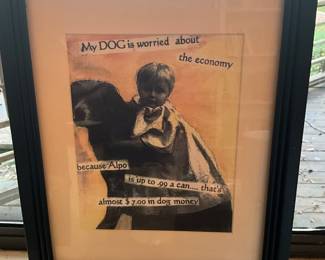 My DOG is worried about
the economy
because Alpo
is up to .99 a can.... that's
almost $7.00 in dog money